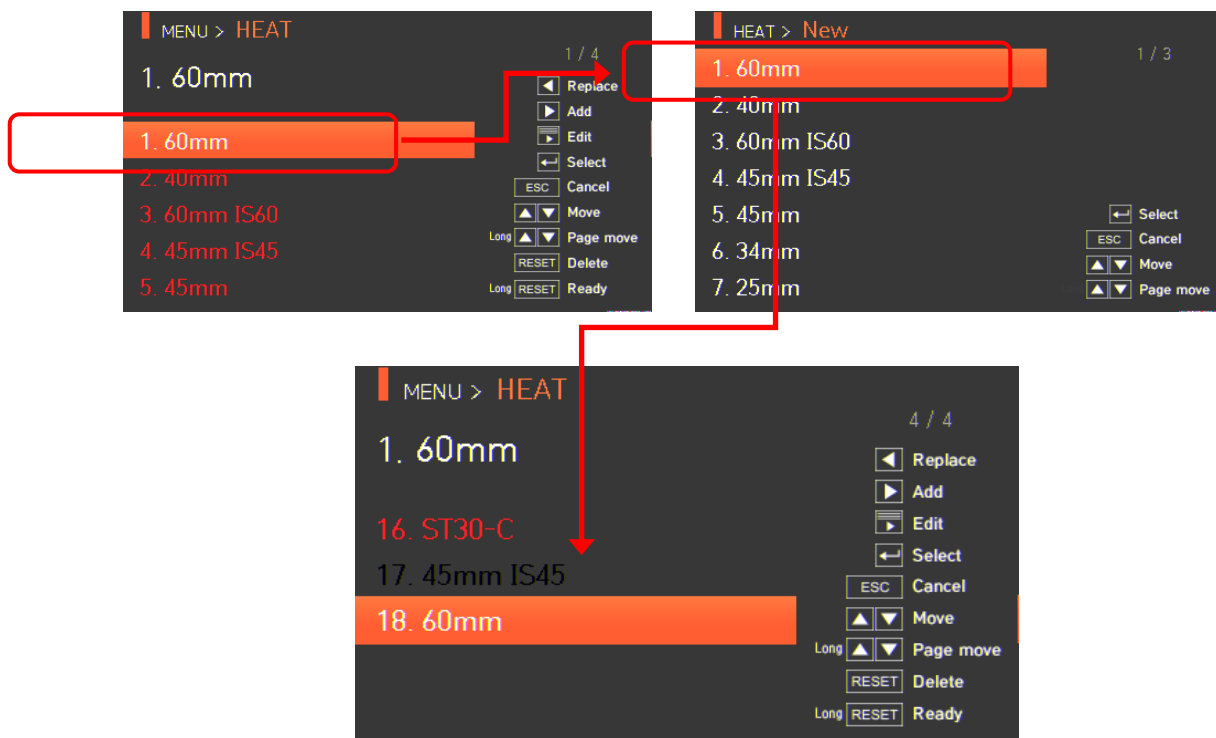 MENU > HEAT
1 / 4
1. 60mm
Replace
Add
1. 60mm
Edit
Select
2. 40mm
ESC Cancel
3. 60mm IS60
Move
4. 45mm IS45
Long Page move
RESET Delete
5. 45mm
Long RESET Ready
HEAT > New
1 / 3
1. 60mm
2. 40mm
3. 60mm IS60
4. 45mm IS45
5. 45mm
Select
ESC Cancel
6. 34mm
Move
7. 25mm
Page move
MENU > HEAT
4 / 4
1. 60mm
Replace
Add
16. ST30-C
Edit
Select
17. 45mm IS45
ESC Cancel
18. 60mm
Move
Long Page move
RESET Delete
Long RESET Ready